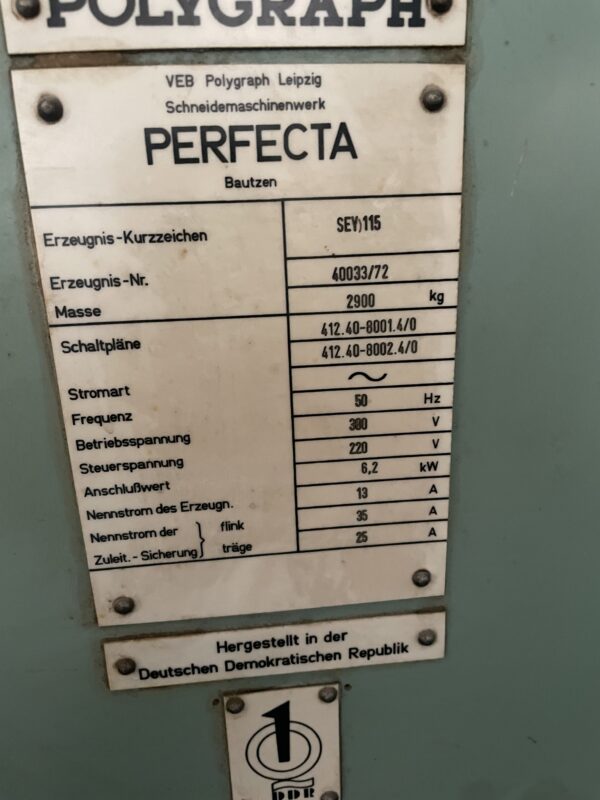 POLYGRAPH
VEB Polygraph Leipzig
Schneidemaschinenwerk
PERFECTA
Bautzen
Erzeugnis-Kurzzeichen SEY)115
Erzeugnis-Nr. 40033/72
Masse 2900 kg
Schaltpläne 412.40-8001.4/0
412.40-8002.4/0
Stromart ~
Frequenz 50 Hz
Betriebsspannung 380 V
Steuerspannung 220 V
Anschlußwert 6,2 kW
Nennstrom des Erzeugn. 13 A
Nennstrom der } flink 35 A
Zuleit.-Sicherung träge 25 A
Hergestellt in der
Deutschen Demokratischen Republik
1
DDR